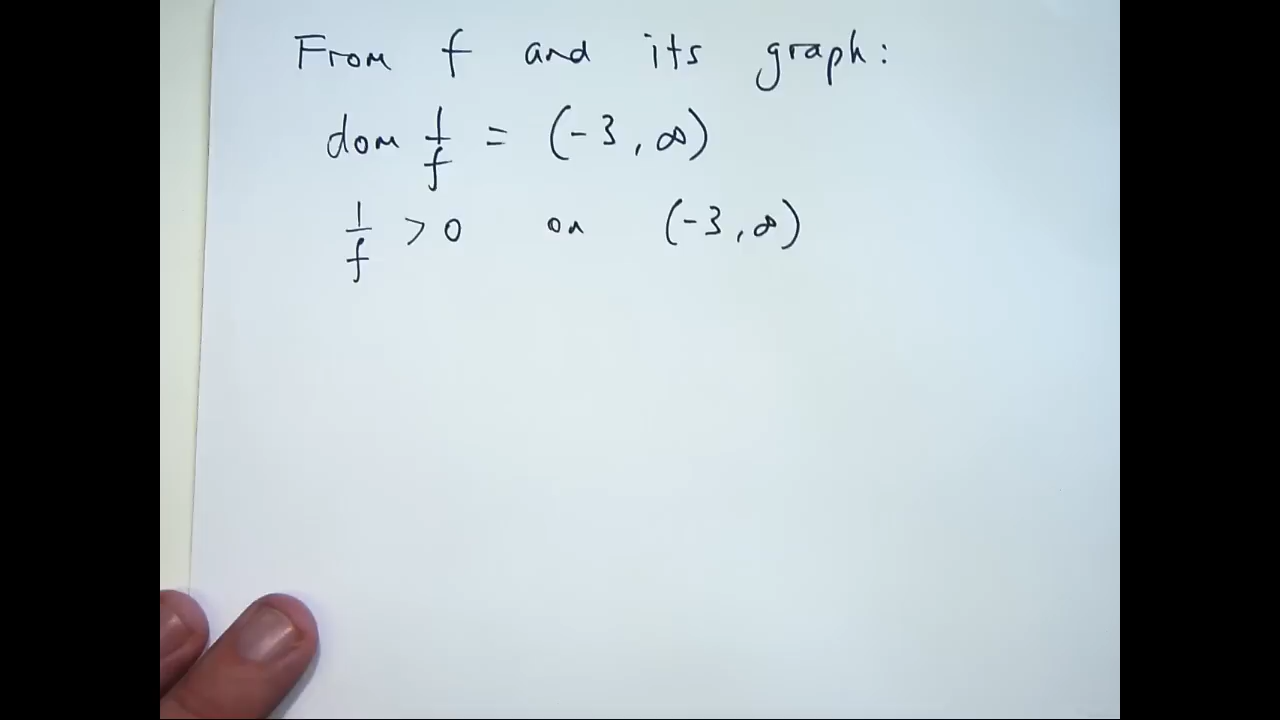 From f and its graph:
dom 1/f = (-3, ∞)
1/f > 0 on (-3, ∞)